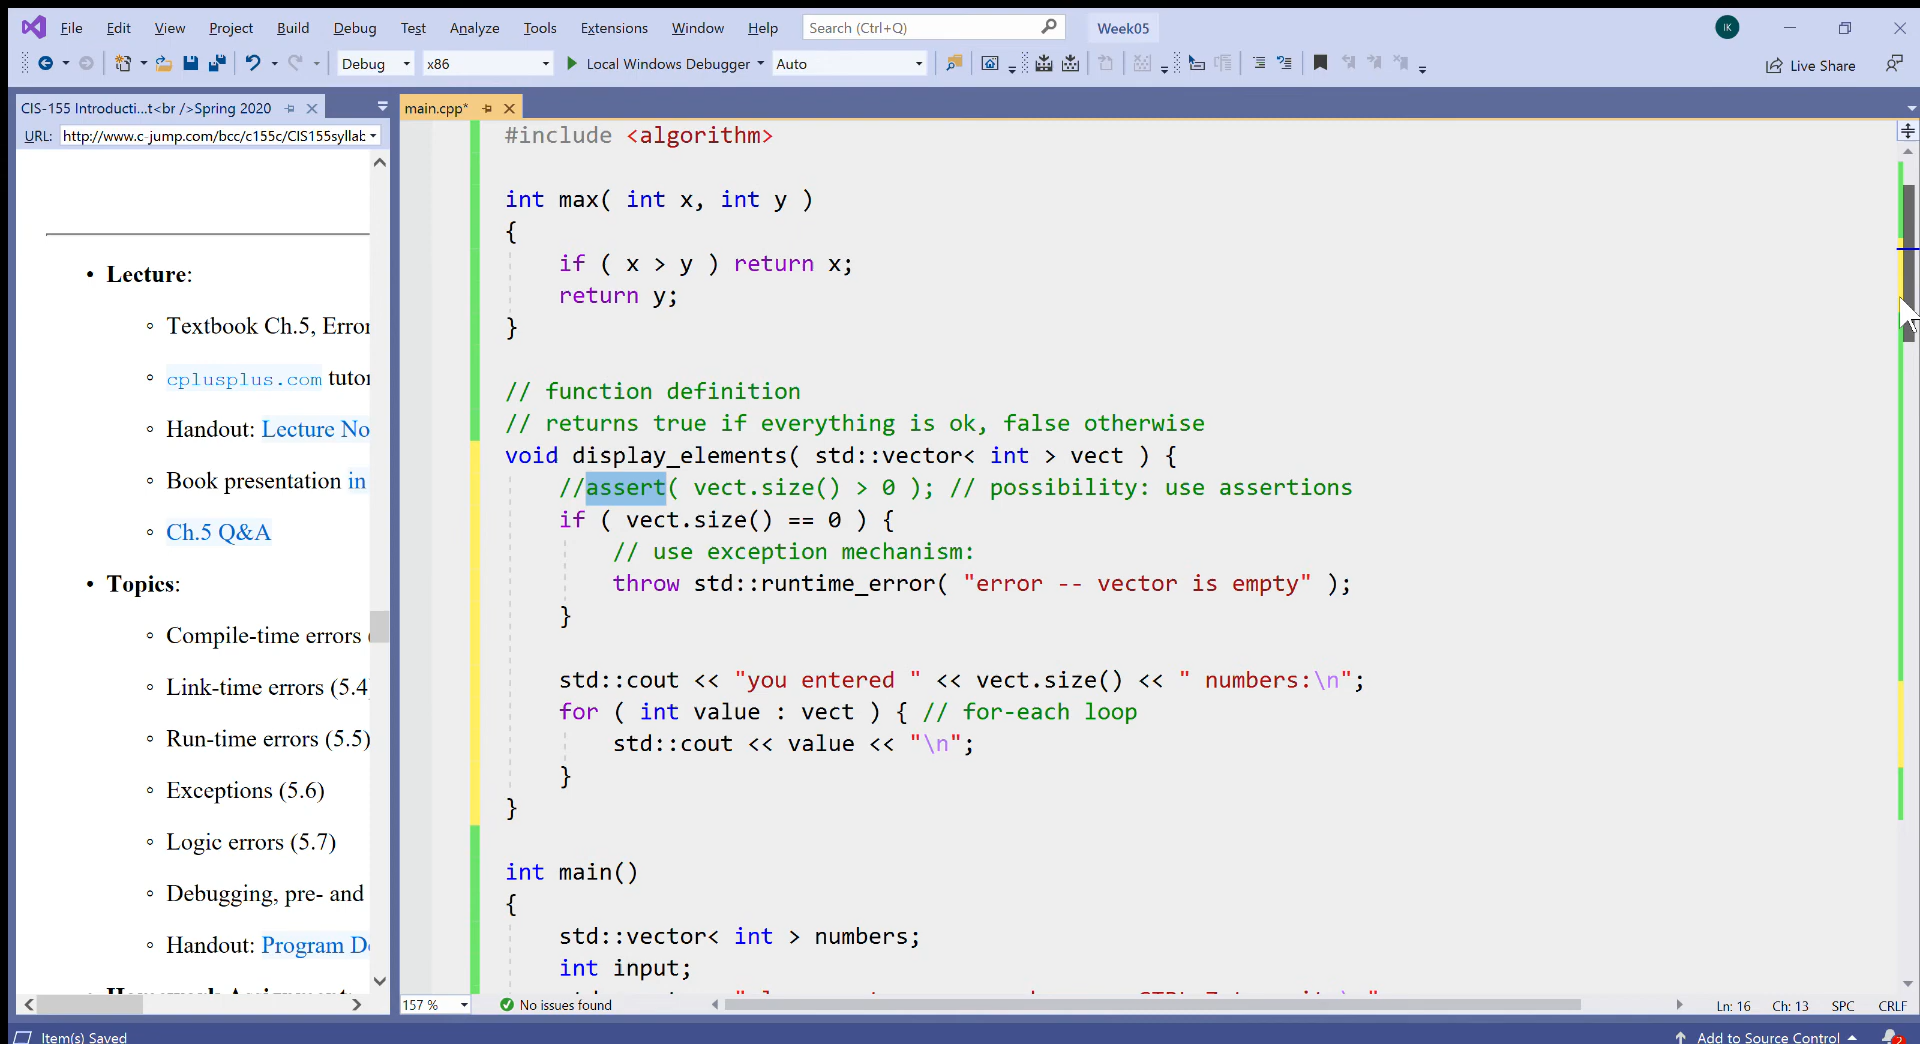 File Edit View Project Build Debug Test Analyze Tools Extensions Window Help Search (Ctrl+Q) Week05 IK
Debug x86 Local Windows Debugger Auto Live Share
CIS-155 Introducti...t<br />Spring 2020
main.cpp*
URL: http://www.c-jump.com/bcc/c155c/CIS155syllab
• Lecture:
◦ Textbook Ch.5, Error
◦ cplusplus.com tutor
◦ Handout: Lecture No
◦ Book presentation in
◦ Ch.5 Q&A
• Topics:
◦ Compile-time errors (
◦ Link-time errors (5.4
◦ Run-time errors (5.5)
◦ Exceptions (5.6)
◦ Logic errors (5.7)
◦ Debugging, pre- and
◦ Handout: Program De
#include <algorithm>
int max( int x, int y )
{
if ( x > y ) return x;
return y;
}
// function definition
// returns true if everything is ok, false otherwise
void display_elements( std::vector< int > vect ) {
//assert( vect.size() > 0 ); // possibility: use assertions
if ( vect.size() == 0 ) {
// use exception mechanism:
throw std::runtime_error( "error -- vector is empty" );
}
std::cout << "you entered " << vect.size() << " numbers:\n";
for ( int value : vect ) { // for-each loop
std::cout << value << "\n";
}
}
int main()
{
std::vector< int > numbers;
int input;
157 % No issues found Ln: 16 Ch: 13 SPC CRLF
Item(s) Saved Add to Source Control 2